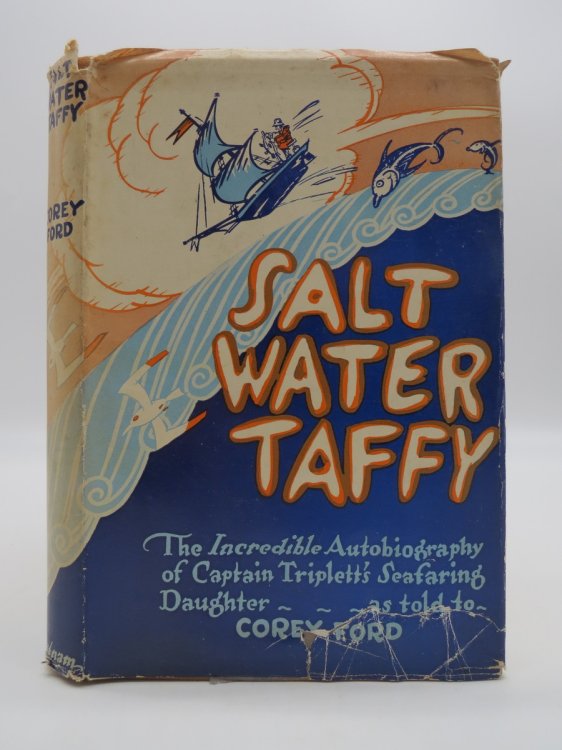 SALT
WATER
TAFFY
COREY
FORD
SALT
WATER
TAFFY
The Incredible Autobiography
of Captain Triplett's Seafaring
Daughter ~ ~ ~ as told to ~
COREY FORD